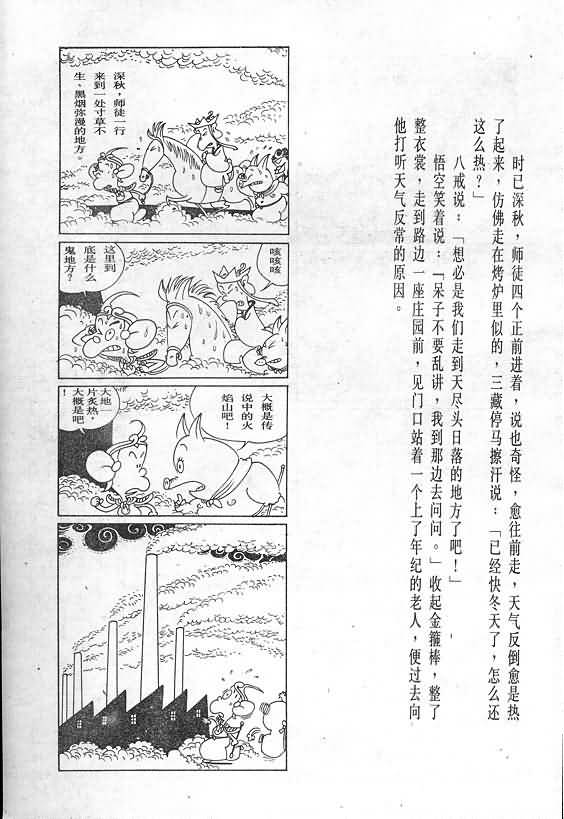 时已深秋，师徒四个正前进着，说也奇怪，愈往前走，天气反倒愈是热
了起来，仿佛走在烤炉里似的，三藏停马擦汗说：「已经快冬天了，怎么还
这么热？」
八戒说：「想必是我们走到天尽头日落的地方了吧！」
悟空笑着说：「呆子不要乱讲，我到那边去问问。」收起金箍棒，整了
整衣裳，走到路边一座庄园前，见门口站着一个上了年纪的老人，便过去向
他打听天气反常的原因。
深秋，师徒一行
来到一处寸草不
生、黑烟弥漫的地方。
咳咳咳
这里到
底是什么
鬼地方？
大概是传
说中的火
焰山吧！
大地一
片炙热，
大概是吧
！